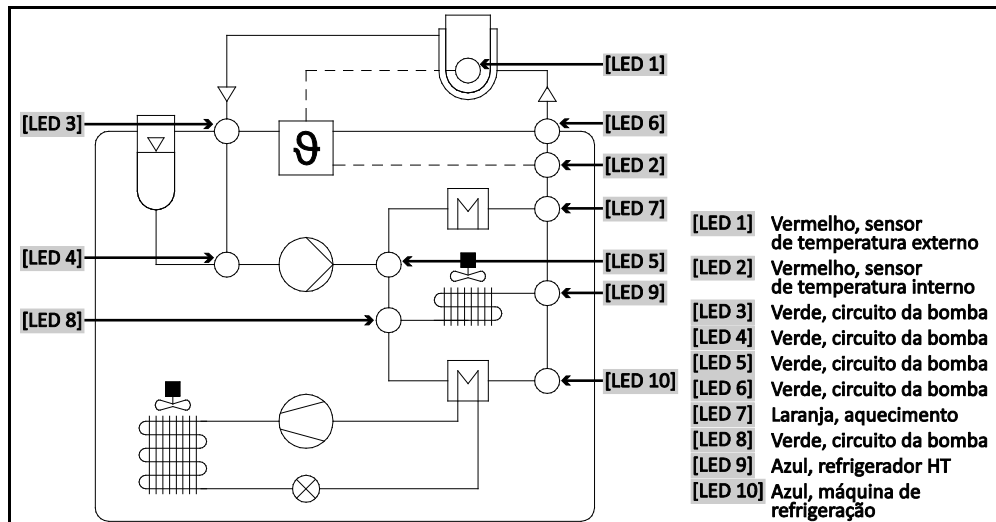 [LED 1]
[LED 3]
[LED 6]
ϑ
[LED 2]
[LED 7]
[LED 4]
[LED 5]
[LED 9]
[LED 8]
[LED 10]
[LED 1] Vermelho, sensor
de temperatura externo
[LED 2] Vermelho, sensor
de temperatura interno
[LED 3] Verde, circuito da bomba
[LED 4] Verde, circuito da bomba
[LED 5] Verde, circuito da bomba
[LED 6] Verde, circuito da bomba
[LED 7] Laranja, aquecimento
[LED 8] Verde, circuito da bomba
[LED 9] Azul, refrigerador HT
[LED 10] Azul, máquina de
refrigeração